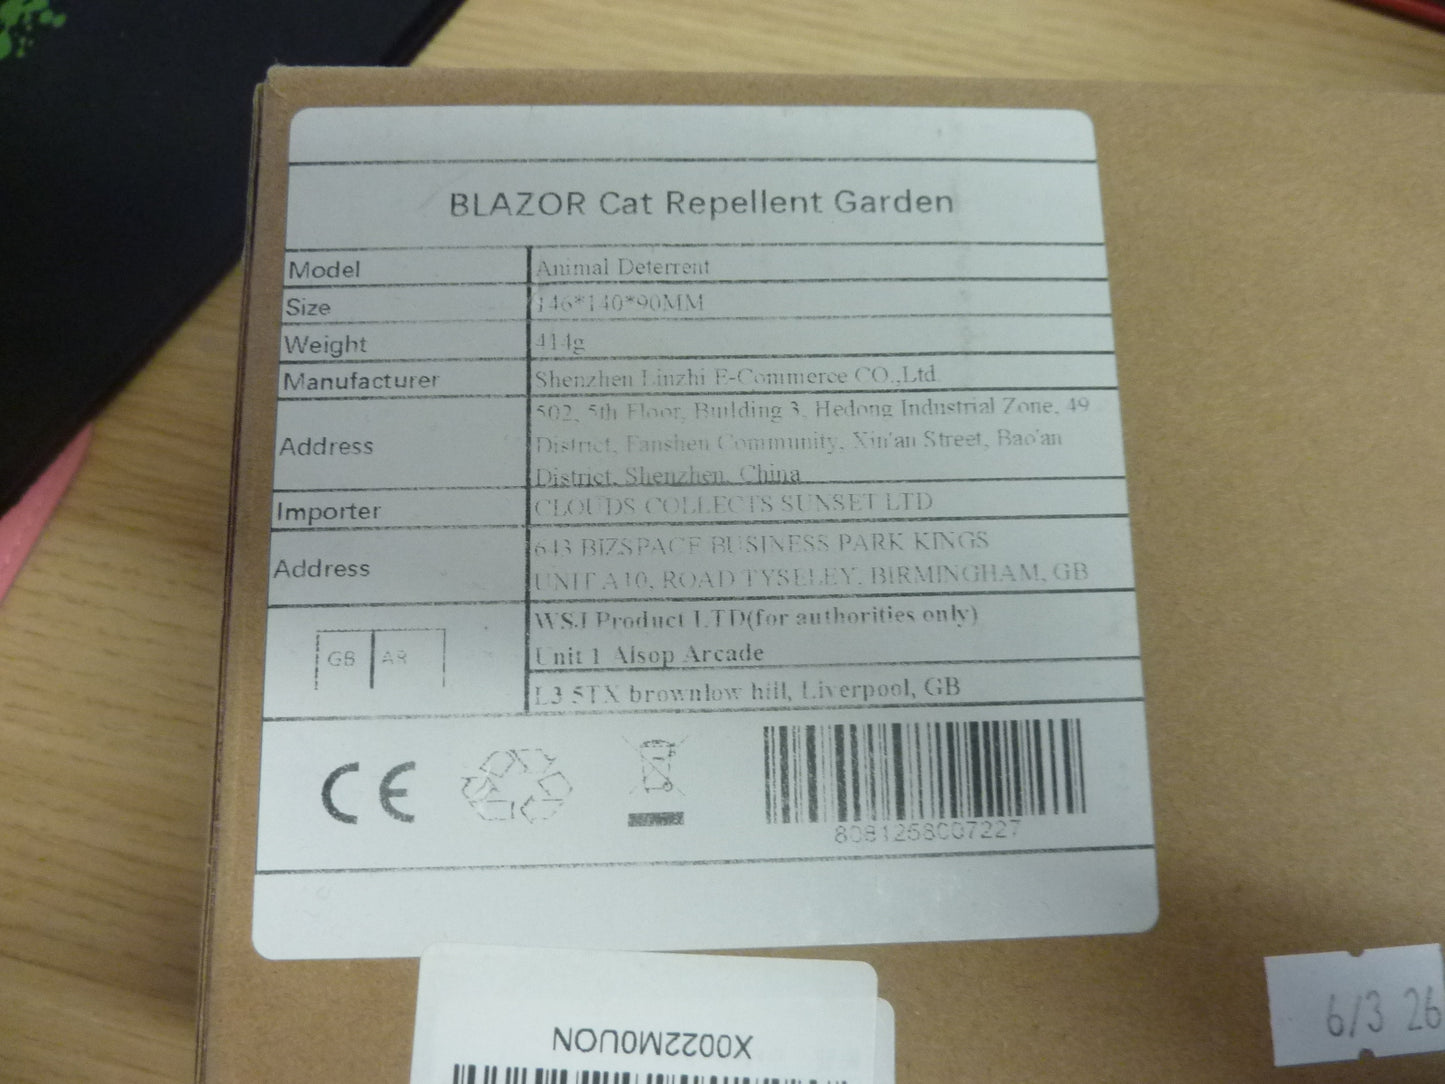 BLAZOR Cat Repellent Garden
Model Animal Deterrent
Size 146*140*90MM
Weight 414g
Manufacturer Shenzhen Linzhi E-Commerce CO.,Ltd.
Address 502, 5th Floor, Building 3, Hedong Industrial Zone, 49
District, Fanshen Community, Xin'an Street, Bao'an
District, Shenzhen, China
Importer CLOUDS COLLECTS SUNSET LTD
Address 643 BIZSPACE BUSINESS PARK KINGS
UNIT A10, ROAD TYSELEY, BIRMINGHAM, GB
WSJ Product LTD(for authorities only)
GB AR Unit 1 Alsop Arcade
L3 5TX brownlow hill, Liverpool, GB
CE
8081258007227
X0022M0UON
6/3 26